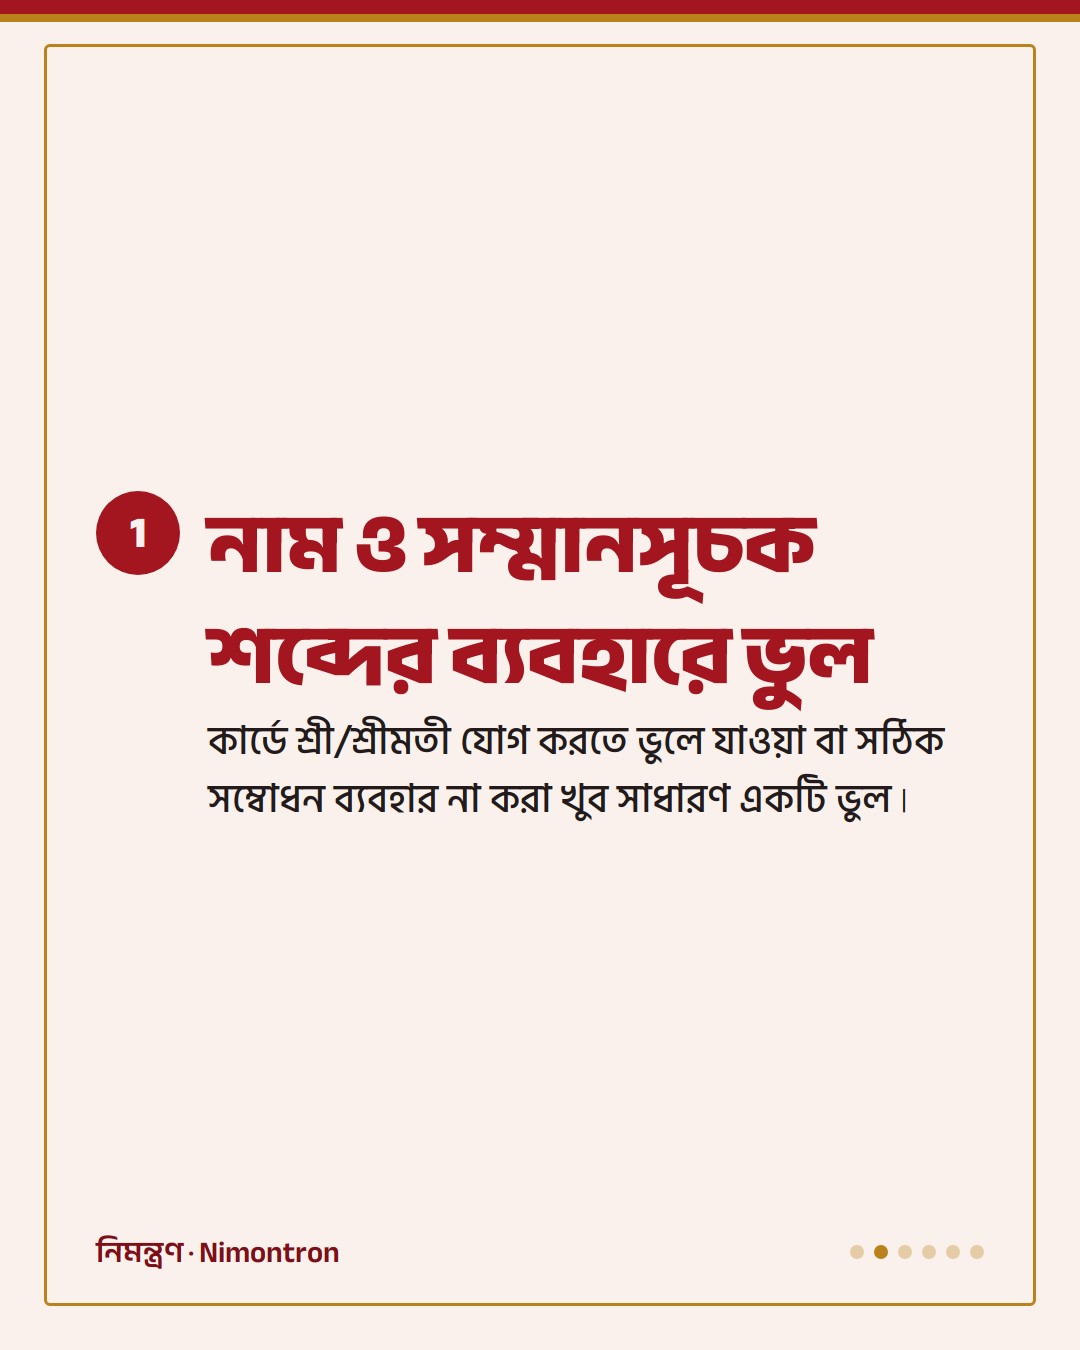 1
নাম ও সম্মানসূচক
শব্দের ব্যবহারে ভুল
কার্ডে শ্রী/শ্রীমতী যোগ করতে ভুলে যাওয়া বা সঠিক
সম্বোধন ব্যবহার না করা খুব সাধারণ একটি ভুল।
নিমন্ত্রণ · Nimontron